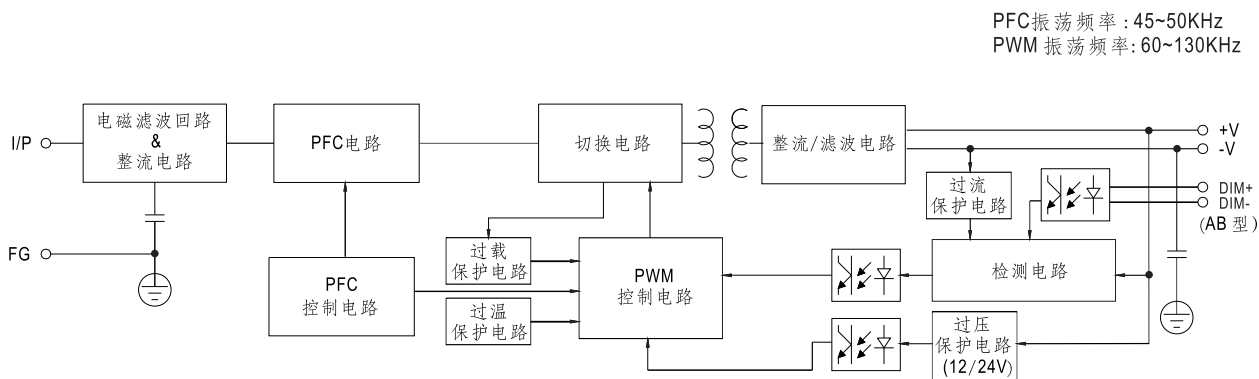 PFC振荡频率：45~50KHz
PWM 振荡频率：60~130KHz
I/P
电磁滤波回路
&
整流电路
PFC电路
切换电路
整流/滤波电路
+V
-V
过流
保护电路
DIM+
DIM-
(AB 型)
FG
过载
保护电路
PWM
控制电路
检测电路
PFC
控制电路
过温
保护电路
过压
保护电路
(12/24V)